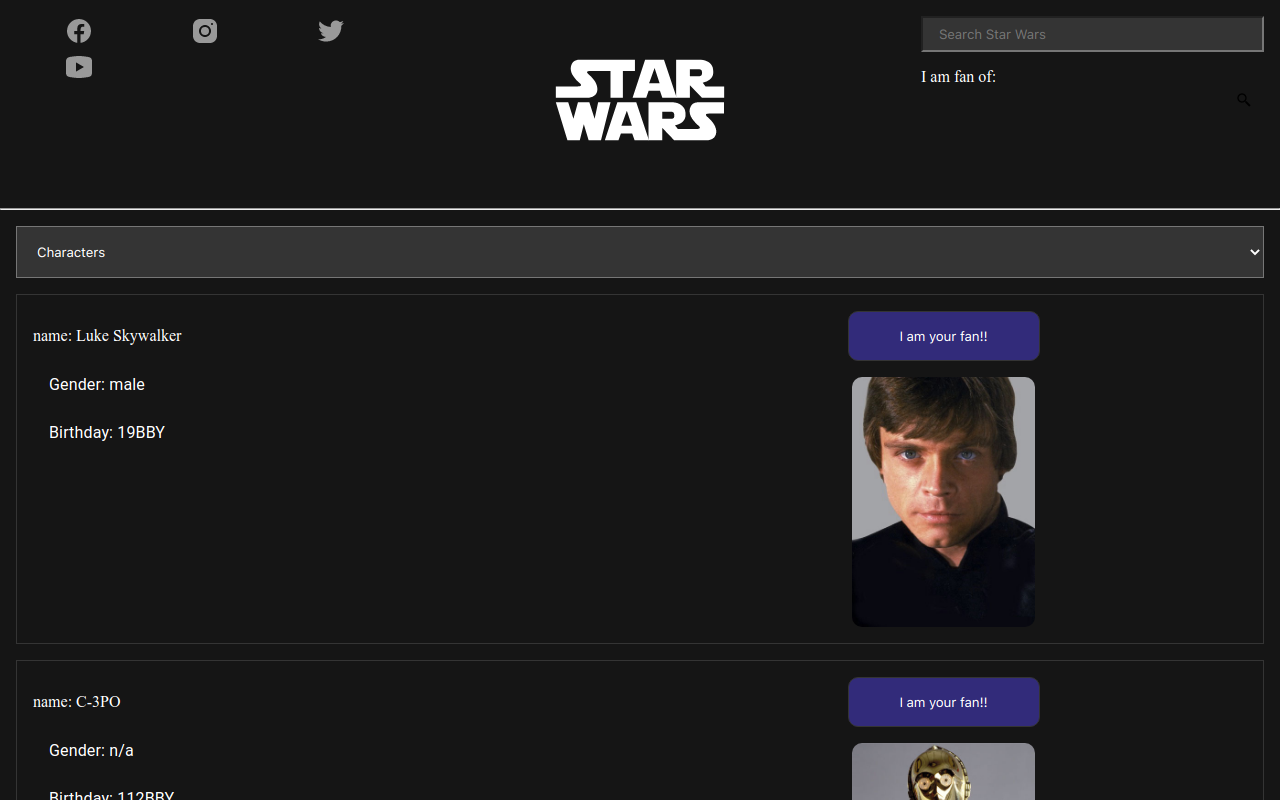 STAR
WARS
Search Star Wars
I am fan of:
Characters
name: Luke Skywalker
I am your fan!!
Gender: male
Birthday: 19BBY
name: C-3PO
I am your fan!!
Gender: n/a
Birthday: 112BBY